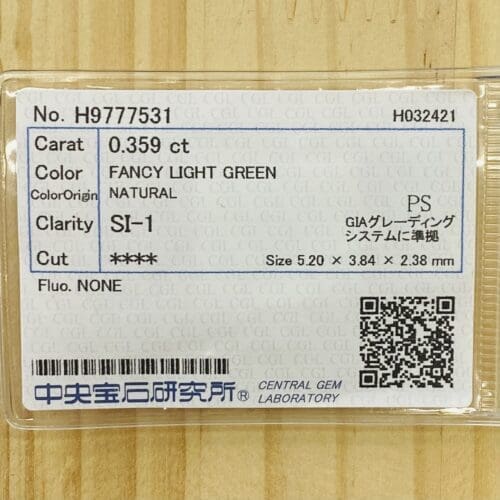 No. H9777531 H032421
Carat 0.359 ct
Color FANCY LIGHT GREEN
ColorOrigin NATURAL
PS
Clarity SI-1 GIAグレーディング
システムに準拠
Cut **** Size 5.20 × 3.84 × 2.38 mm
Fluo. NONE
中央宝石研究所® CENTRAL GEM
LABORATORY